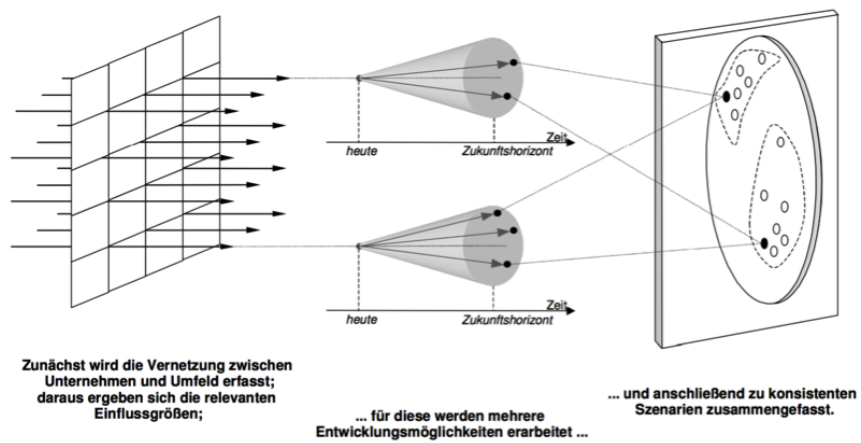 Zeit
heute
Zukunftshorizont
Zeit
heute
Zukunftshorizont
Zunächst wird die Vernetzung zwischen
Unternehmen und Umfeld erfasst;
daraus ergeben sich die relevanten
Einflussgrößen;
... für diese werden mehrere
Entwicklungsmöglichkeiten erarbeitet ...
... und anschließend zu konsistenten
Szenarien zusammengefasst.